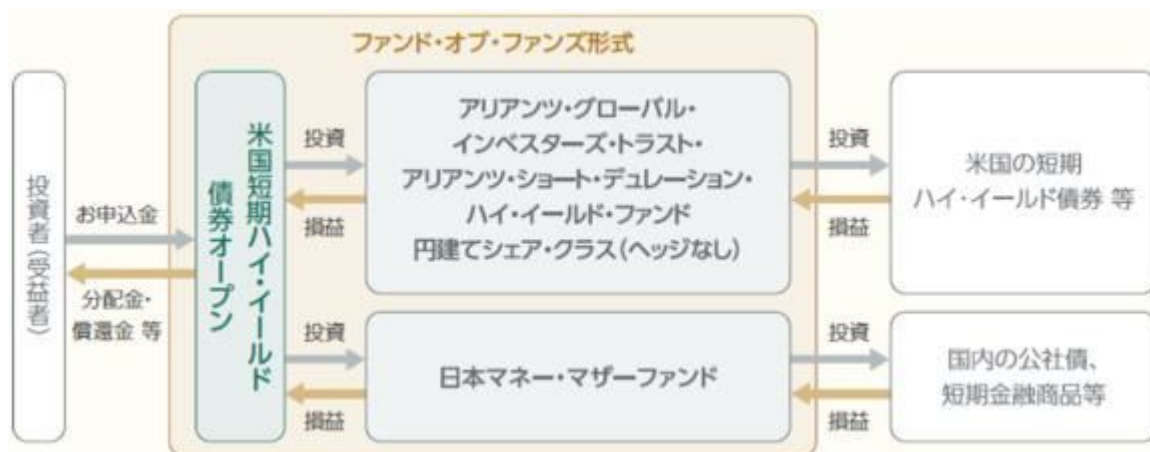 ファンド・オブ・ファンズ形式
投資者（受益者）
お申込金
分配金・
償還金 等
米国短期ハイ・イールド
債券オープン
投資
損益
アリアンツ・グローバル・
インベスターズ・トラスト・
アリアンツ・ショート・デュレーション・
ハイ・イールド・ファンド
円建てシェア・クラス（ヘッジなし）
投資
損益
米国の短期
ハイ・イールド債券 等
投資
損益
日本マネー・マザーファンド
投資
損益
国内の公社債、
短期金融商品等